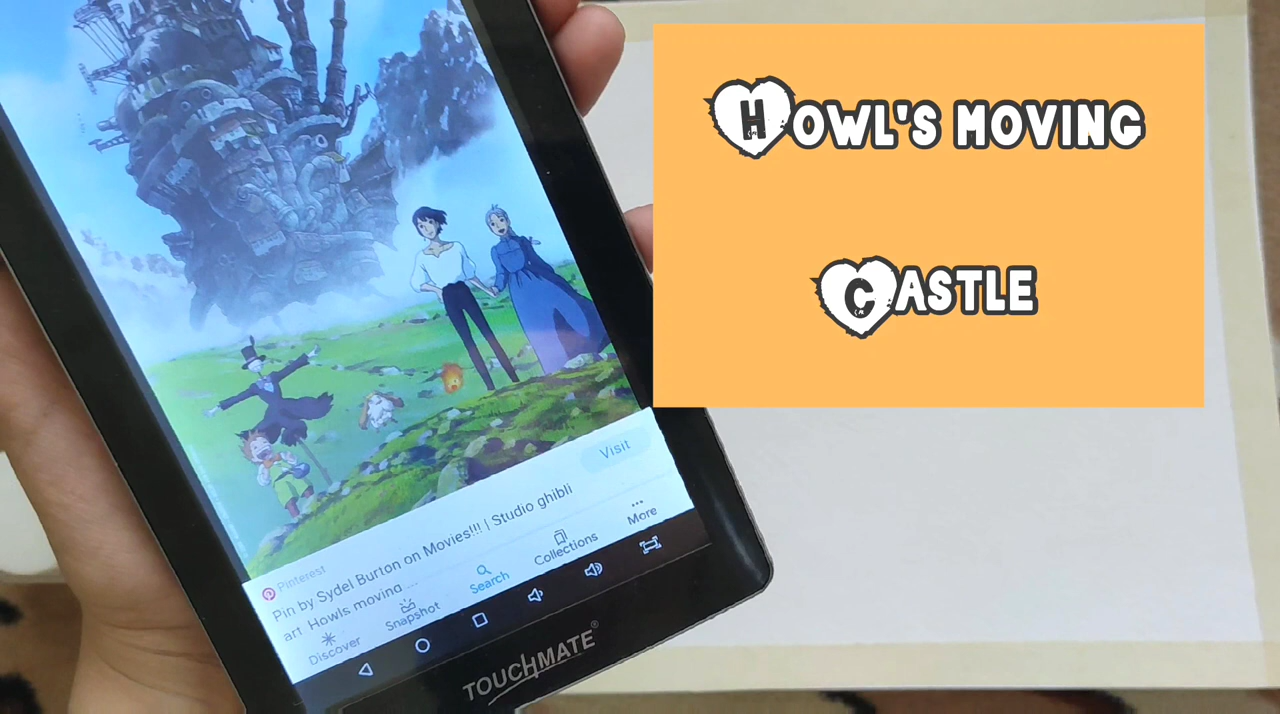 HOWL'S MOVING
CASTLE
Visit
Pinterest
Pin by Sydel Burton on Movies!!! | Studio ghibli
art, Howls moving ...
Discover
Snapshot
Search
Collections
More
TOUCHMATE®